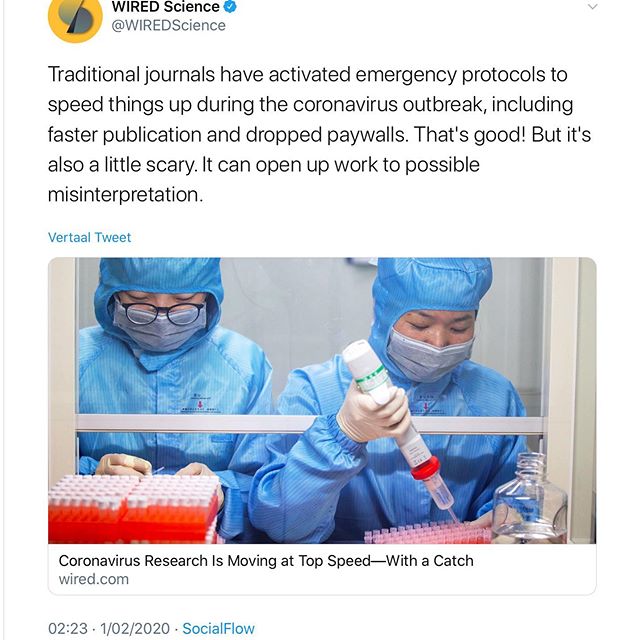 WIRED Science
@WIREDScience
Traditional journals have activated emergency protocols to
speed things up during the coronavirus outbreak, including
faster publication and dropped paywalls. That's good! But it's
also a little scary. It can open up work to possible
misinterpretation.
Vertaal Tweet
Coronavirus Research Is Moving at Top Speed—With a Catch
wired.com
02:23 · 1/02/2020 · SocialFlow